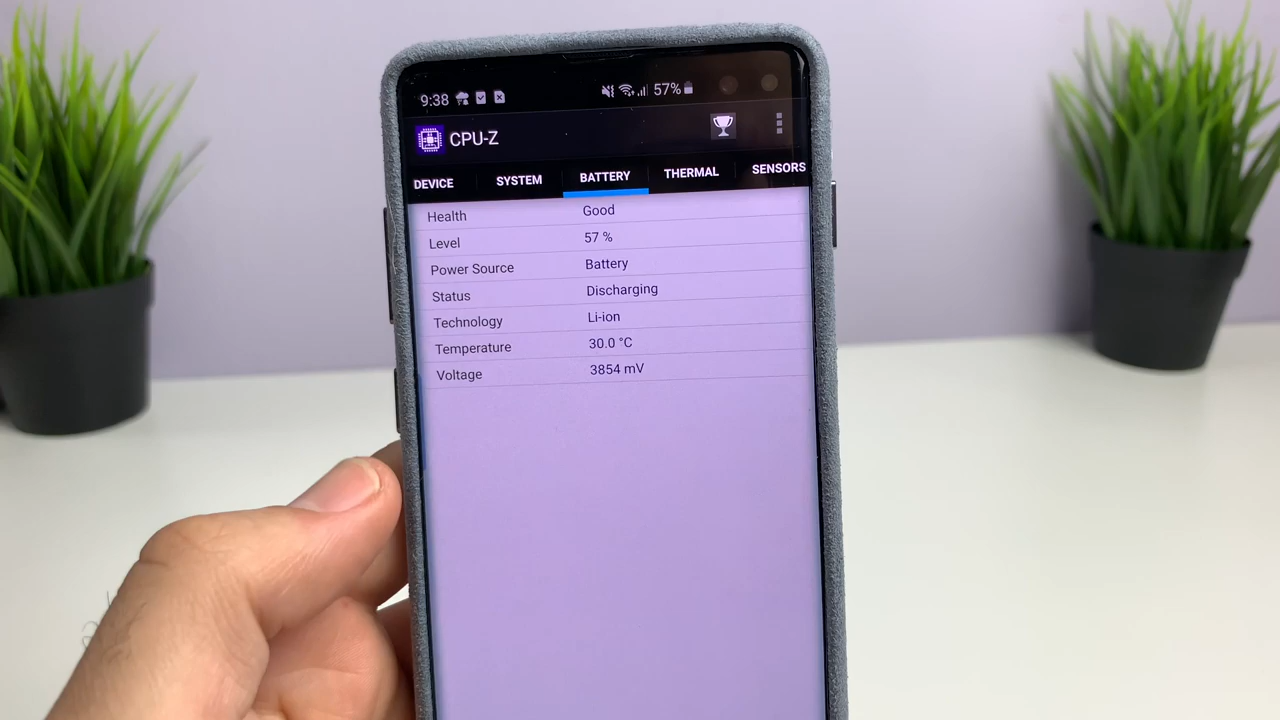 9:38 57%
CPU-Z
DEVICE SYSTEM BATTERY THERMAL SENSORS
Health Good
Level 57 %
Power Source Battery
Status Discharging
Technology Li-ion
Temperature 30.0 °C
Voltage 3854 mV